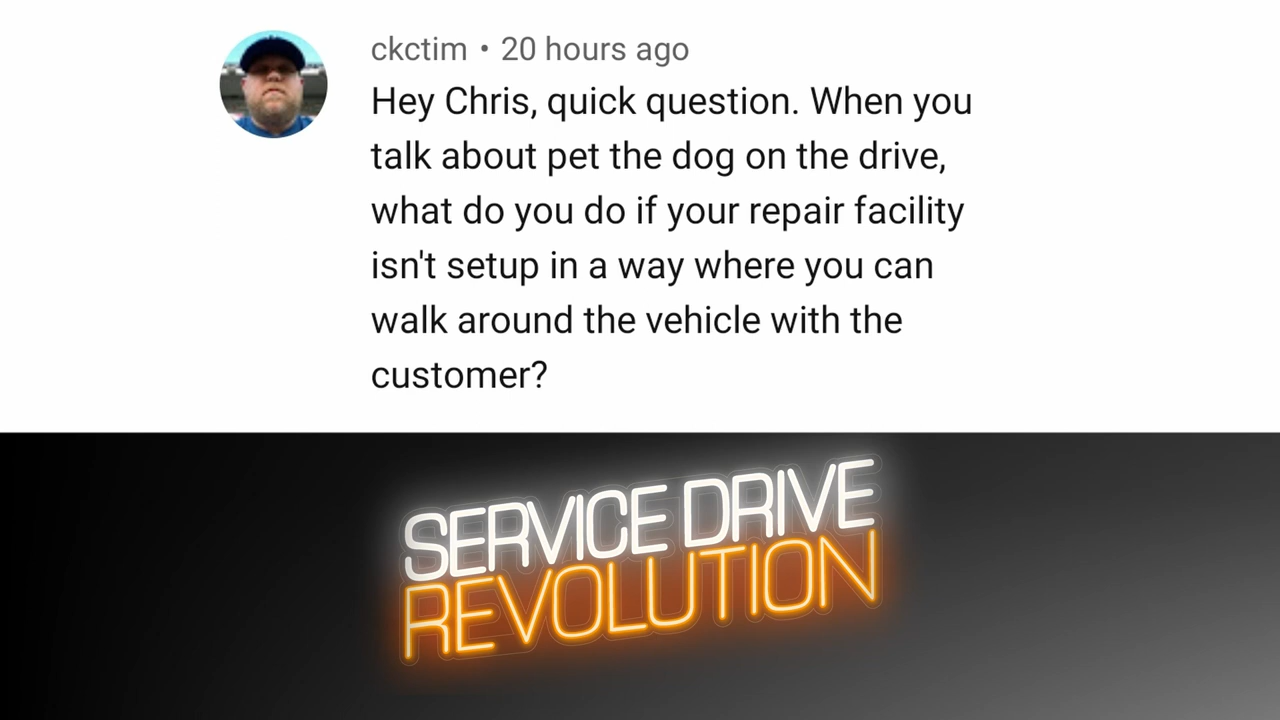 ckctim • 20 hours ago
Hey Chris, quick question. When you
talk about pet the dog on the drive,
what do you do if your repair facility
isn't setup in a way where you can
walk around the vehicle with the
customer?
SERVICE DRIVE
REVOLUTION